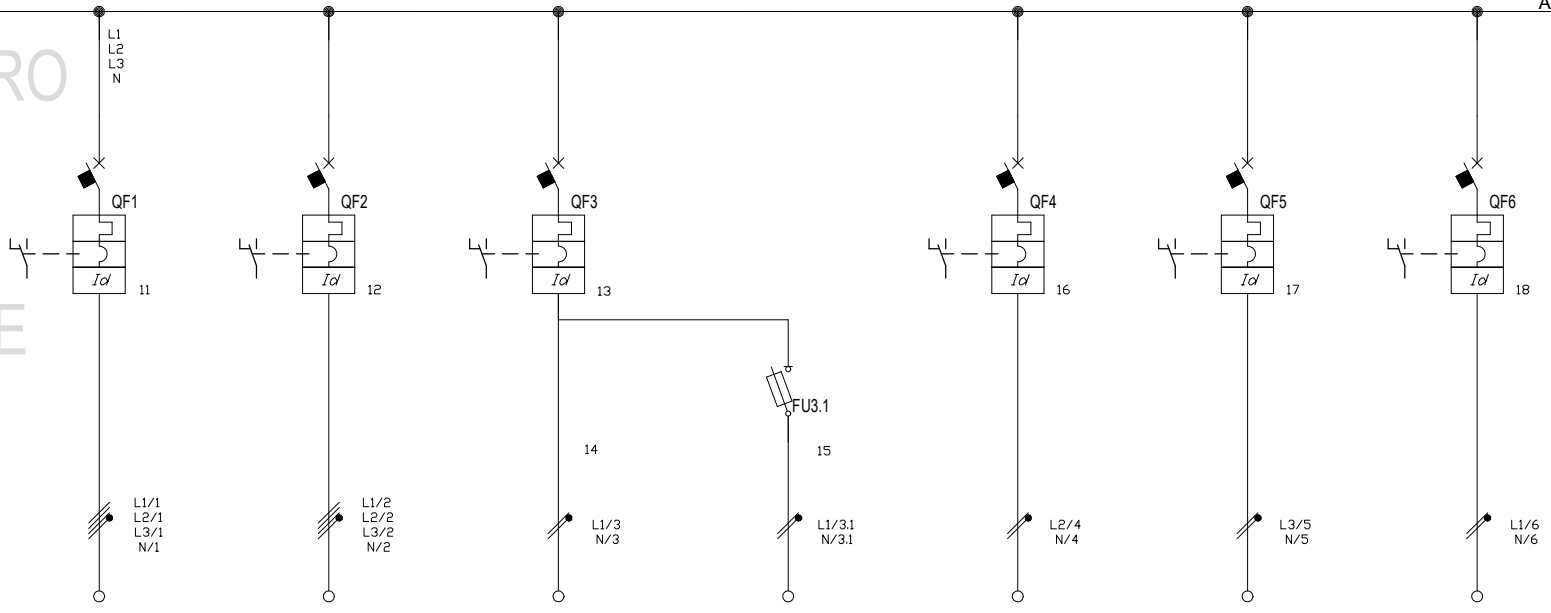 A
L1
L2
L3
N
RO
QF1
QF2
QF3
QF4
QF5
QF6
Id
Id
Id
Id
Id
Id
11
12
13
16
17
18
E
FU3.1
14
15
L1/1
L2/1
L3/1
N/1
L1/2
L2/2
L3/2
N/2
L1/3
N/3
L1/3.1
N/3.1
L2/4
N/4
L3/5
N/5
L1/6
N/6